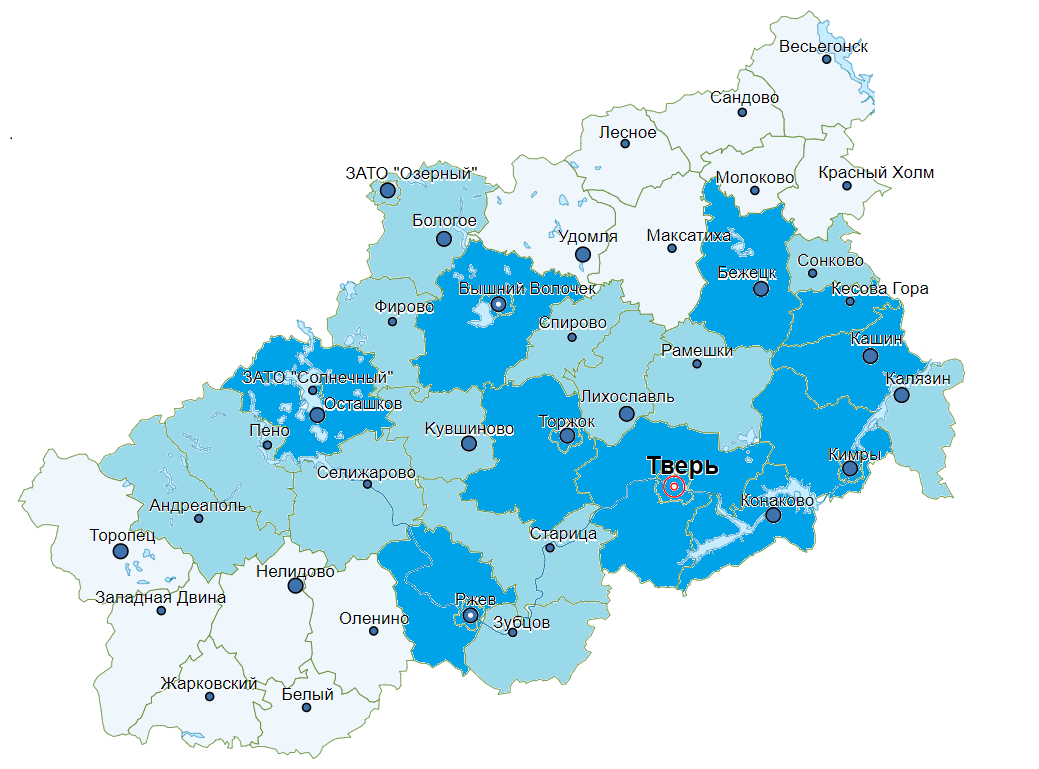 Весьегонск
Сандово
Лесное
ЗАТО "Озерный"
Молоково
Красный Холм
Бологое
Удомля
Максатиха
Сонково
Бежецк
Вышний Волочек
Кесова Гора
Фирово
Спирово
Кашин
Рамешки
ЗАТО "Солнечный"
Калязин
Осташков
Лихославль
Торжок
Пено
Кувшиново
Кимры
Тверь
Селижарово
Конаково
Андреаполь
Торопец
Старица
Нелидово
Западная Двина
Ржев
Оленино
Зубцов
Жарковский
Белый